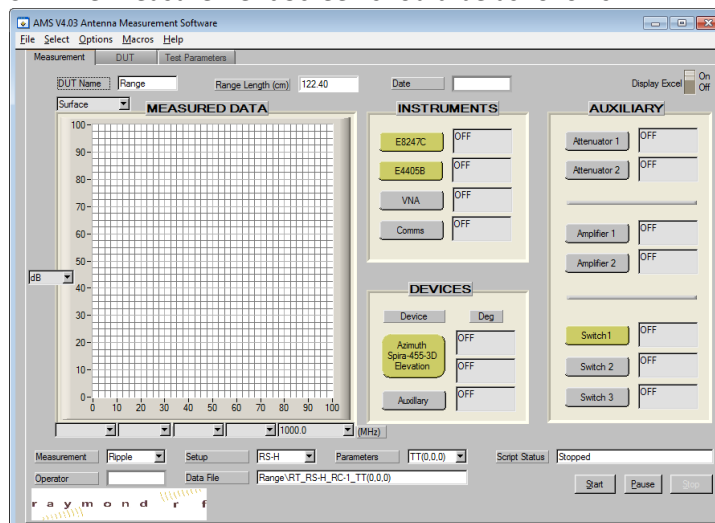 AMS V4.03 Antenna Measurement Software
File Select Options Macros Help
Measurement DUT Test Parameters
DUT Name Range Range Length (cm) 122.40 Date Display Excel On
Off
Surface MEASURED DATA INSTRUMENTS AUXILIARY
100
90
80
70
60
50
40
30
20
10
0
dB
0 10 20 30 40 50 60 70 80 90 100
1000.0 (MHz)
E8247C OFF
E4405B OFF
VNA OFF
Comms OFF
DEVICES
Device Deg
Azimuth OFF
Spira-455-3D
Elevation OFF
Auxillary OFF
Attenuator 1 OFF
Attenuator 2 OFF
Amplifier 1 OFF
Amplifier 2 OFF
Switch1 OFF
Switch 2 OFF
Switch 3 OFF
Measurement Ripple Setup RS-H Parameters TT(0,0,0) Script Status Stopped
Operator Data File Range\RT_RS-H_RC-1_TT(0,0,0) Start Pause Stop
raymond rf